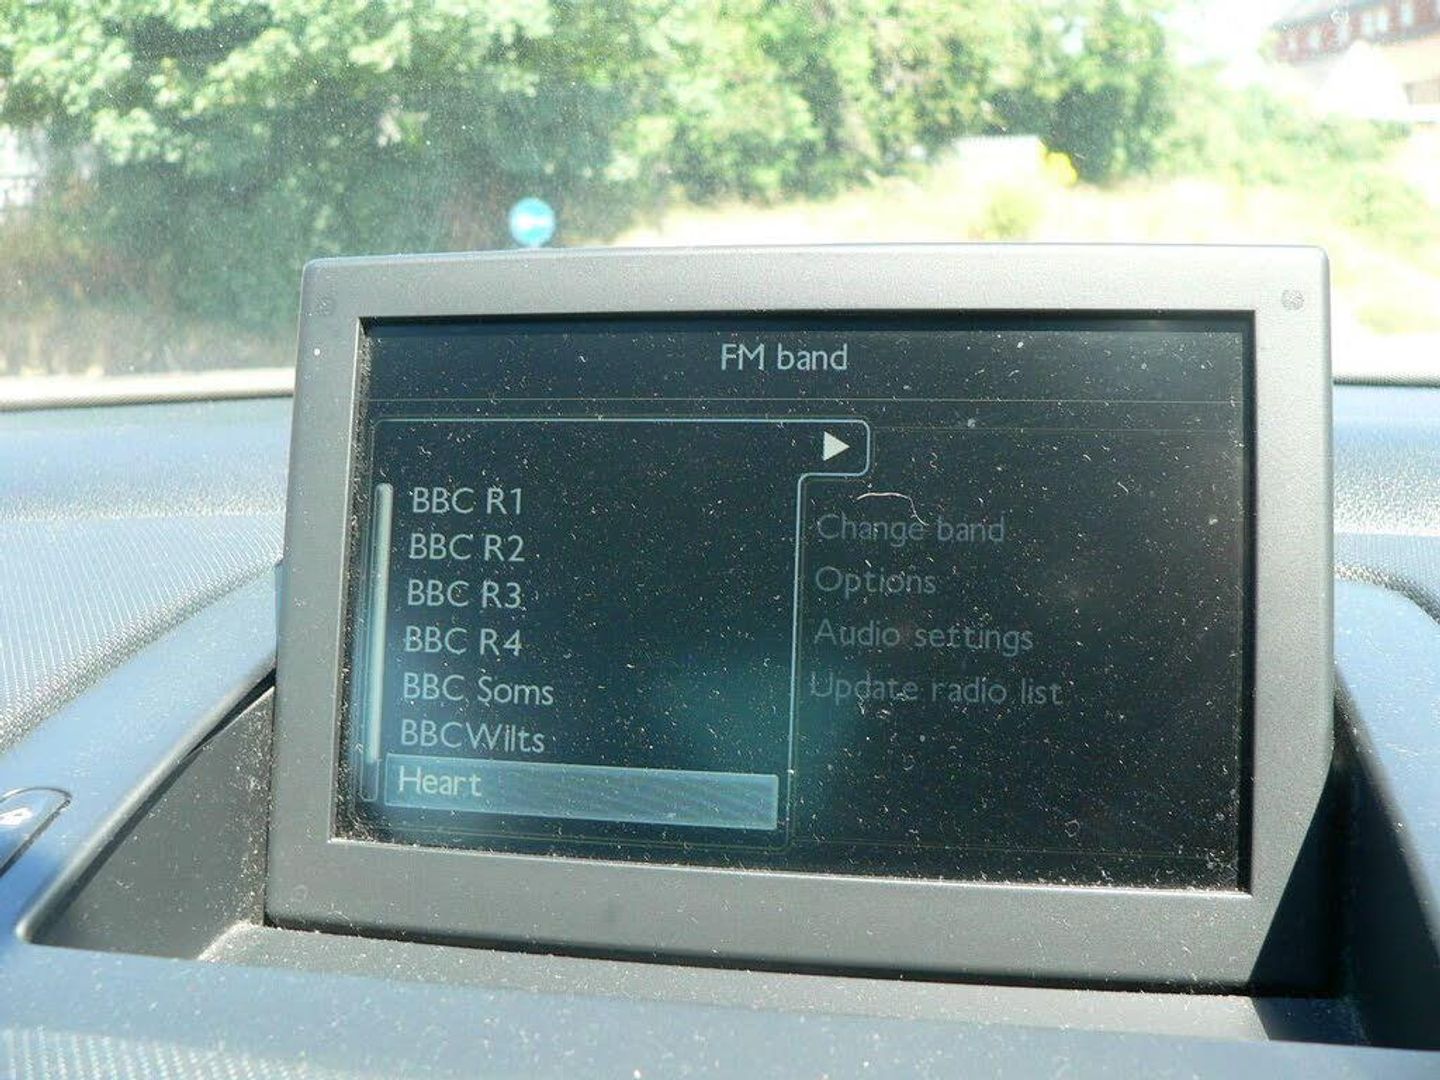 FM band
BBC R1
BBC R2
BBC R3
BBC R4
BBC Soms
BBCWilts
Heart
Change band
Options
Audio settings
Update radio list